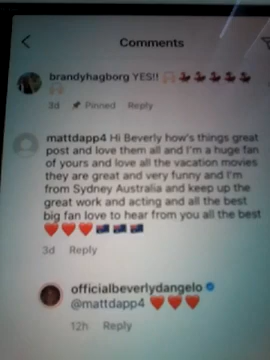 Comments
brandyhagborg YES!!
3d Pinned Reply
mattdapp4 Hi Beverly how's things great
post and love them all and I'm a huge fan
of yours and love all the vacation movies
they are great and very funny and I'm
from Sydney Australia and keep up the
great work and acting and all the best
big fan love to hear from you all the best
❤️❤️❤️🇦🇺🇦🇺🇦🇺
3d Reply
officialbeverlydangelo
@mattdapp4 ❤️❤️❤️
12h Reply